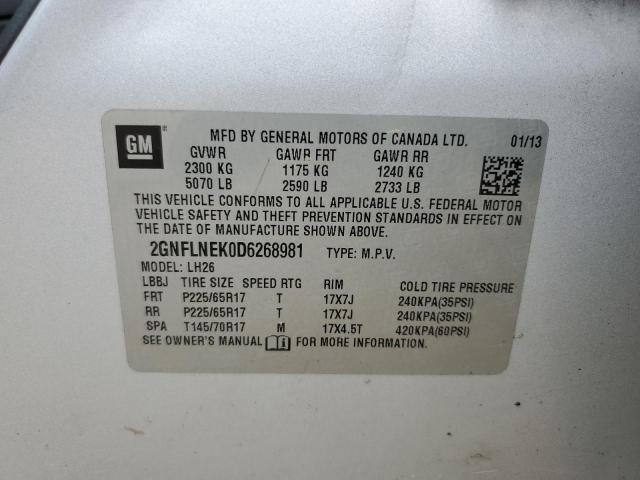 GM ® MFD BY GENERAL MOTORS OF CANADA LTD. 01/13
GVWR GAWR FRT GAWR RR
2300 KG 1175 KG 1240 KG
5070 LB 2590 LB 2733 LB
THIS VEHICLE CONFORMS TO ALL APPLICABLE U.S. FEDERAL MOTOR
VEHICLE SAFETY AND THEFT PREVENTION STANDARDS IN EFFECT ON
THE DATE OF MANUFACTURE SHOWN ABOVE.
2GNFLNEK0D6268981 TYPE: M.P.V.
MODEL: LH26
LBBJ TIRE SIZE SPEED RTG RIM COLD TIRE PRESSURE
FRT P225/65R17 T 17X7J 240KPA(35PSI)
RR P225/65R17 T 17X7J 240KPA(35PSI)
SPA T145/70R17 M 17X4.5T 420KPA(60PSI)
SEE OWNER'S MANUAL FOR MORE INFORMATION.